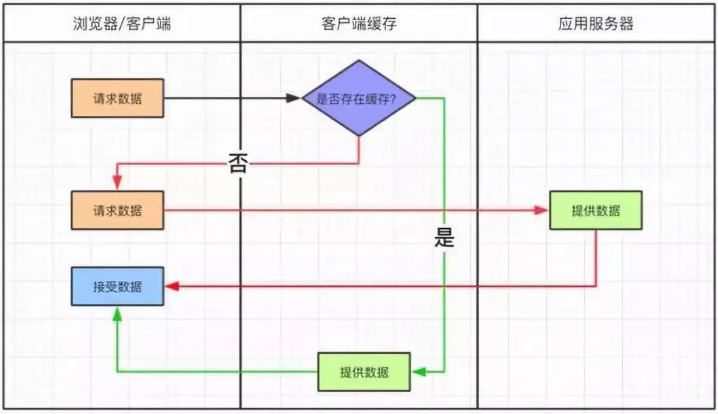 浏览器/客户端
客户端缓存
应用服务器
请求数据
是否存在缓存?
否
请求数据
提供数据
是
接受数据
提供数据